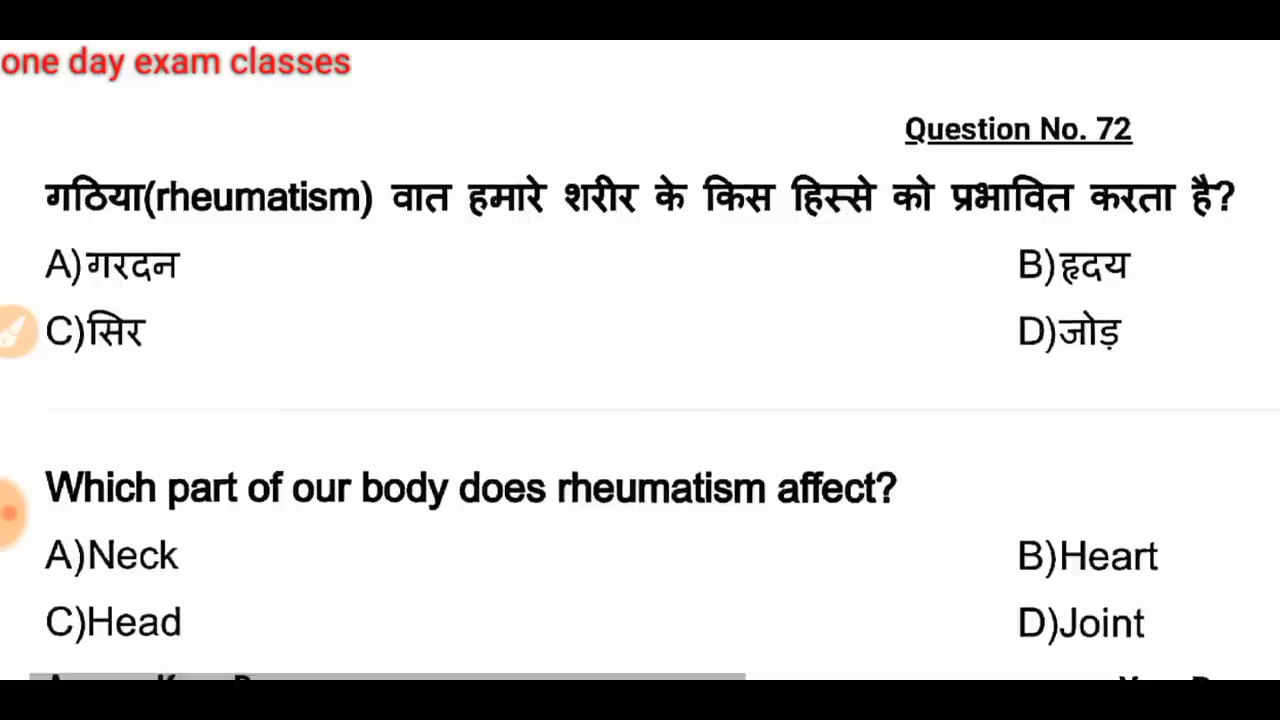 one day exam classes
Question No. 72
गठिया(rheumatism) वात हमारे शरीर के किस हिस्से को प्रभावित करता है?
A)गरदन B)हृदय
C)सिर D)जोड़
Which part of our body does rheumatism affect?
A)Neck B)Heart
C)Head D)Joint